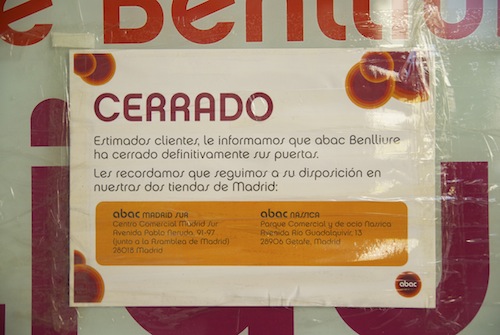 e Benlliure
CERRADO
Estimados clientes, le informamos que abac Benlliure
ha cerrado definitivamente sus puertas.
Les recordamos que seguimos a su disposición en
nuestras dos tiendas de Madrid:
abac MADRID SUR
Centro Comercial Madrid Sur
Avenida Pablo Neruda, 91-97
(junto a la Asamblea de Madrid)
28018 Madrid
abac NASSICA
Parque Comercial y de ocio Nassica
Avenida Río Guadalquivir, 13
28906 Getafe, Madrid
abac